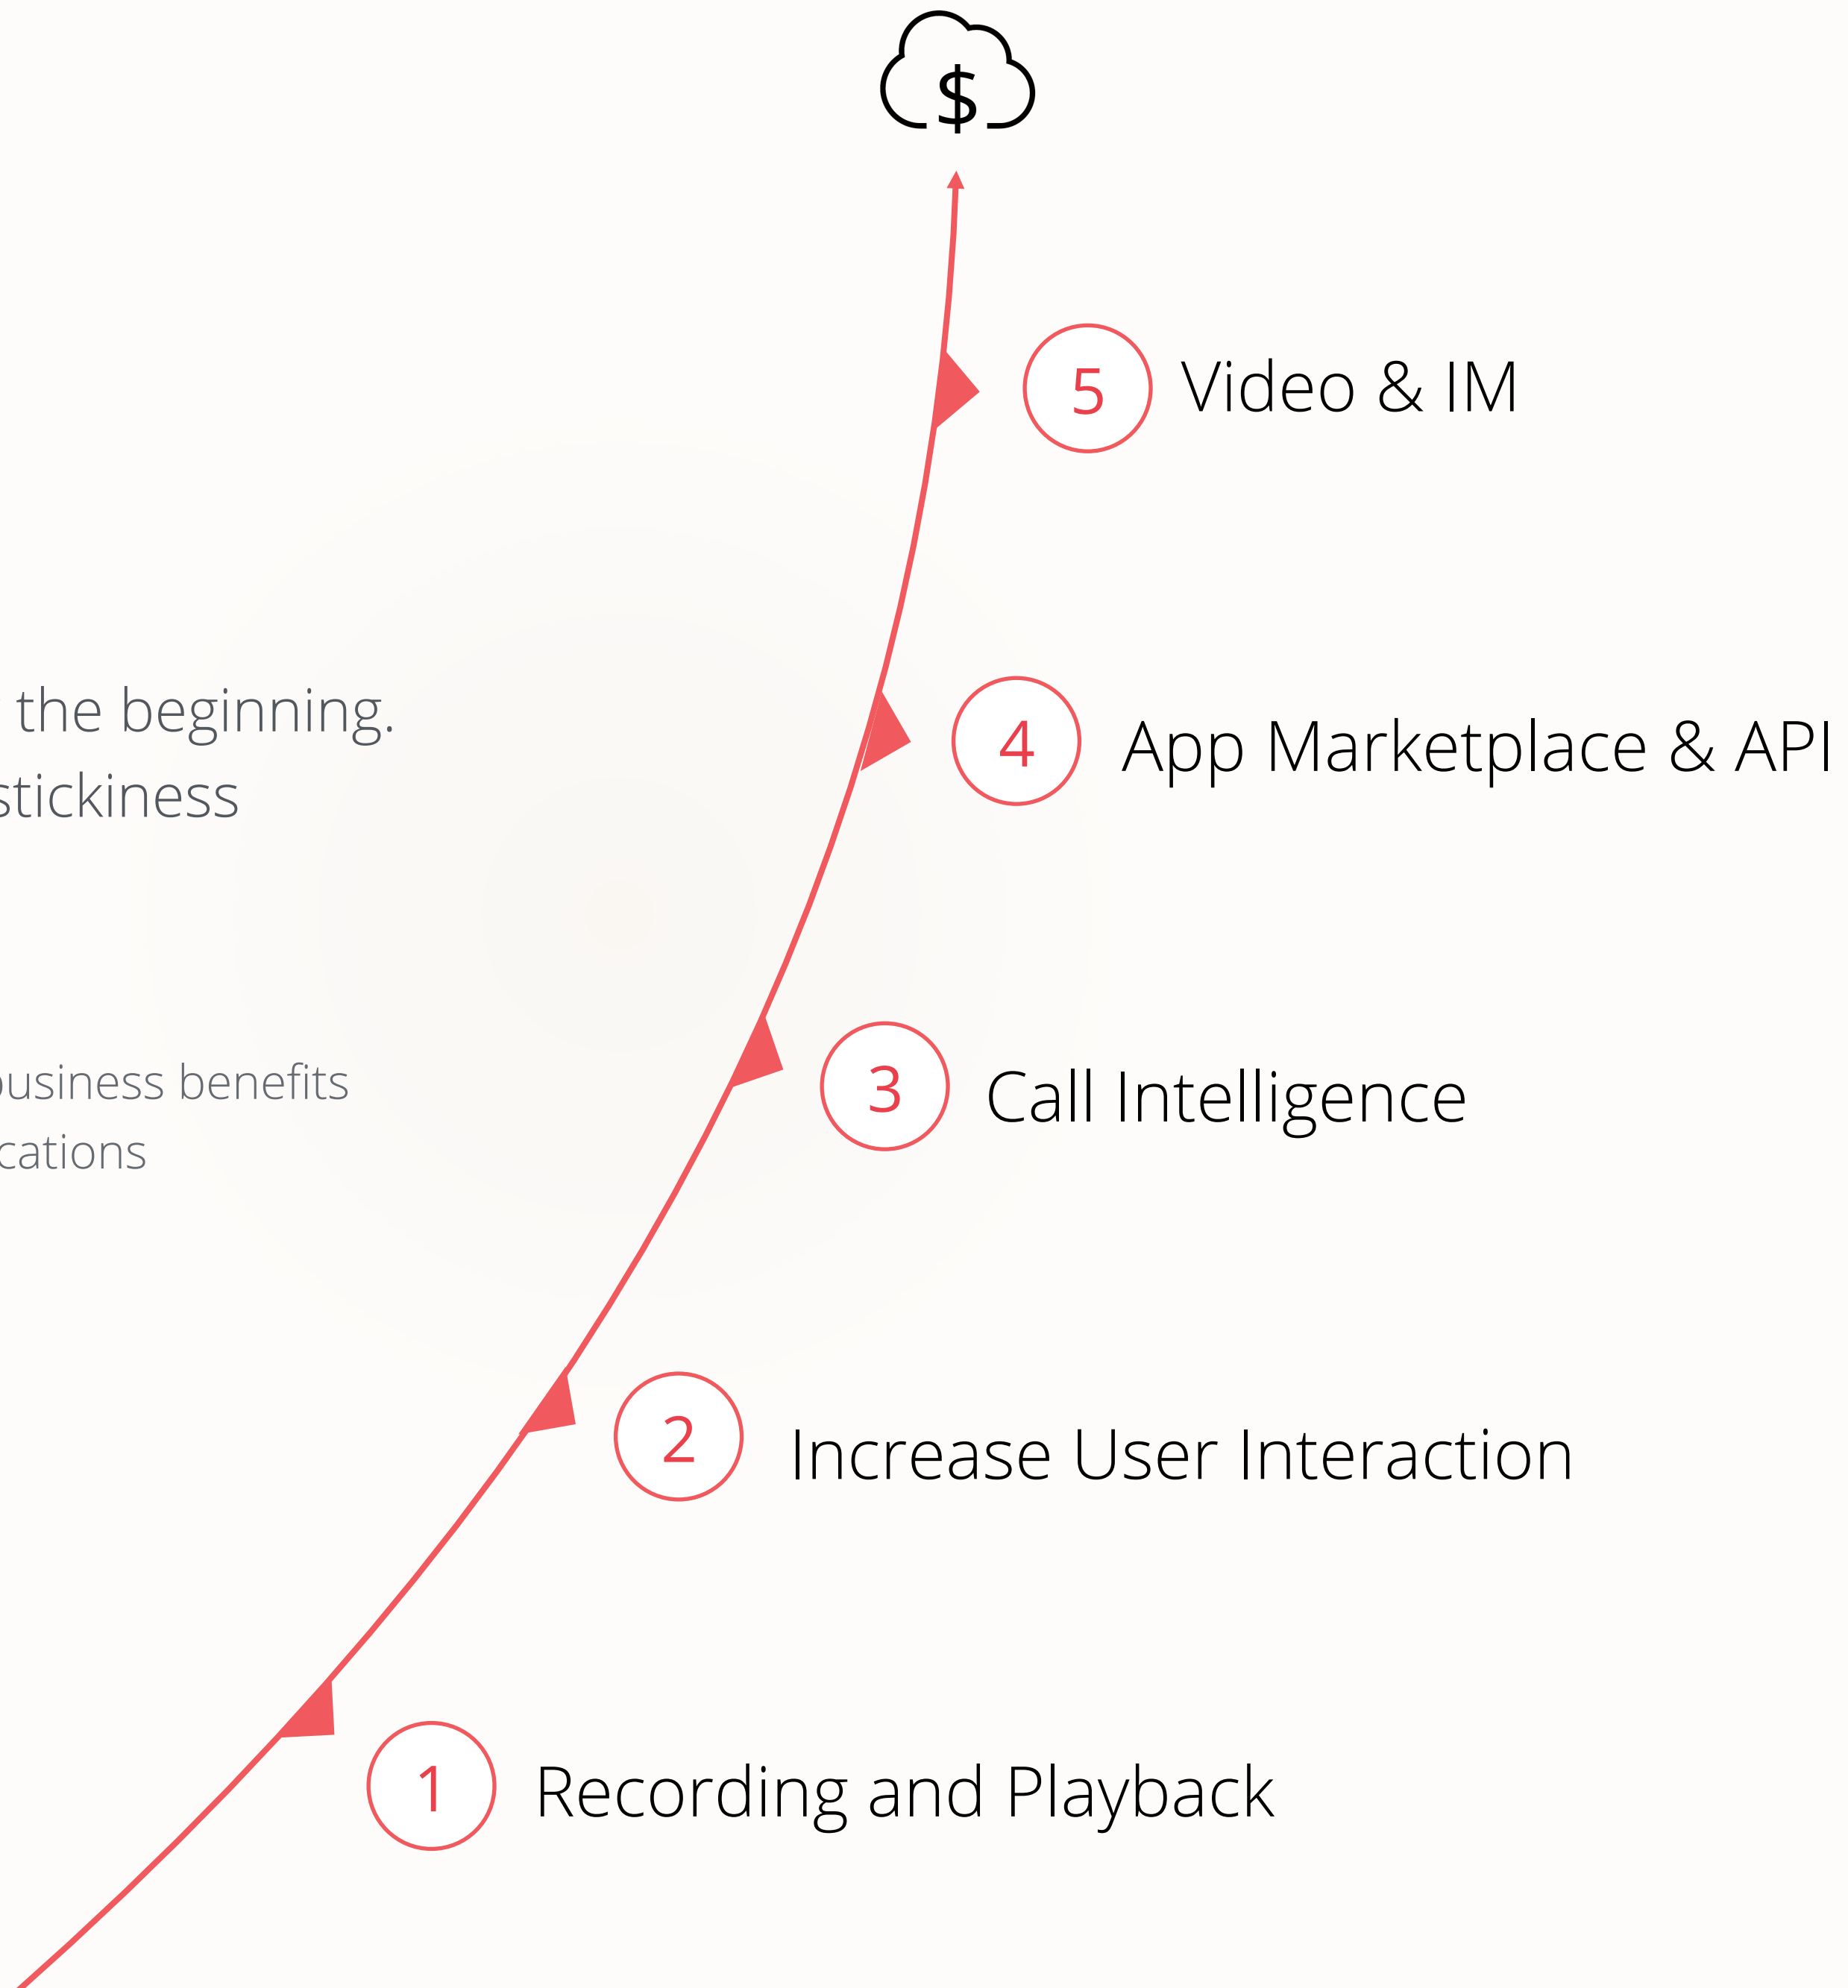 $
5 Video & IM
the beginning.
4 App Marketplace & API
stickiness
business benefits
3 Call Intelligence
cations
2 Increase User Interaction
1 Recording and Playback